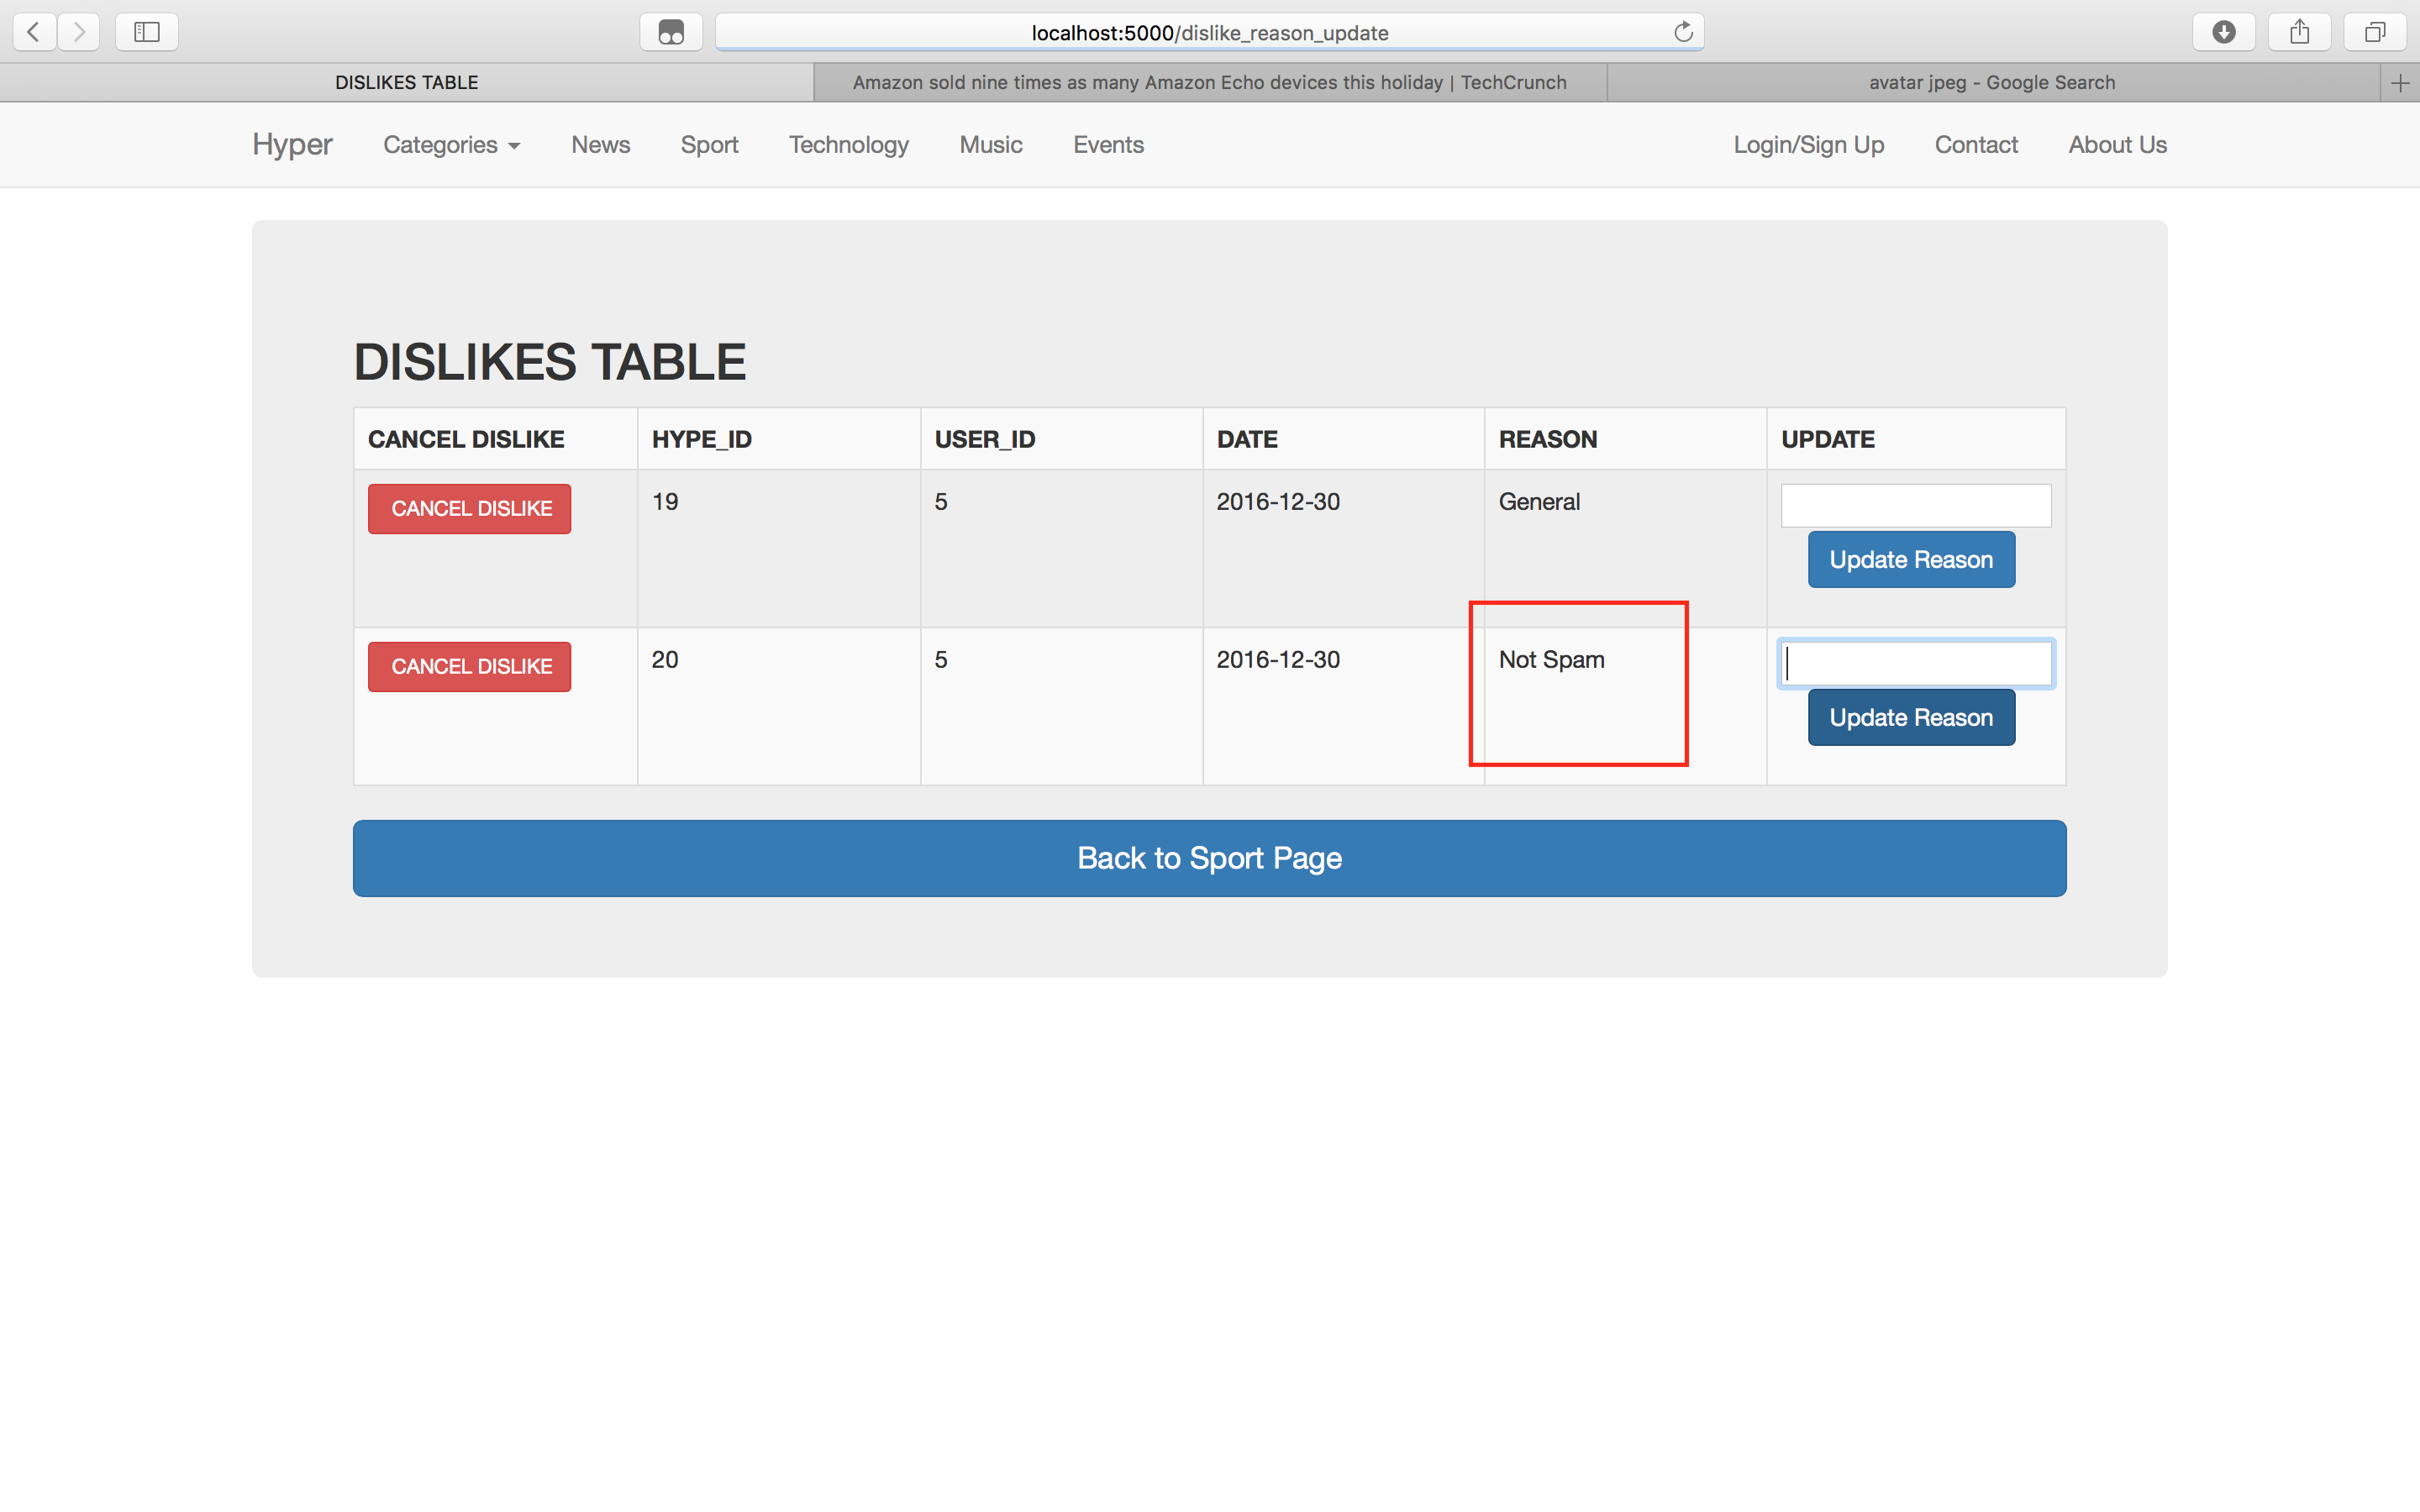 localhost:5000/dislike_reason_update
DISLIKES TABLE
Amazon sold nine times as many Amazon Echo devices this holiday | TechCrunch
avatar jpeg - Google Search
Hyper Categories News Sport Technology Music Events Login/Sign Up Contact About Us
DISLIKES TABLE
CANCEL DISLIKE HYPE_ID USER_ID DATE REASON UPDATE
CANCEL DISLIKE 19 5 2016-12-30 General
Update Reason
CANCEL DISLIKE 20 5 2016-12-30 Not Spam
Update Reason
Back to Sport Page